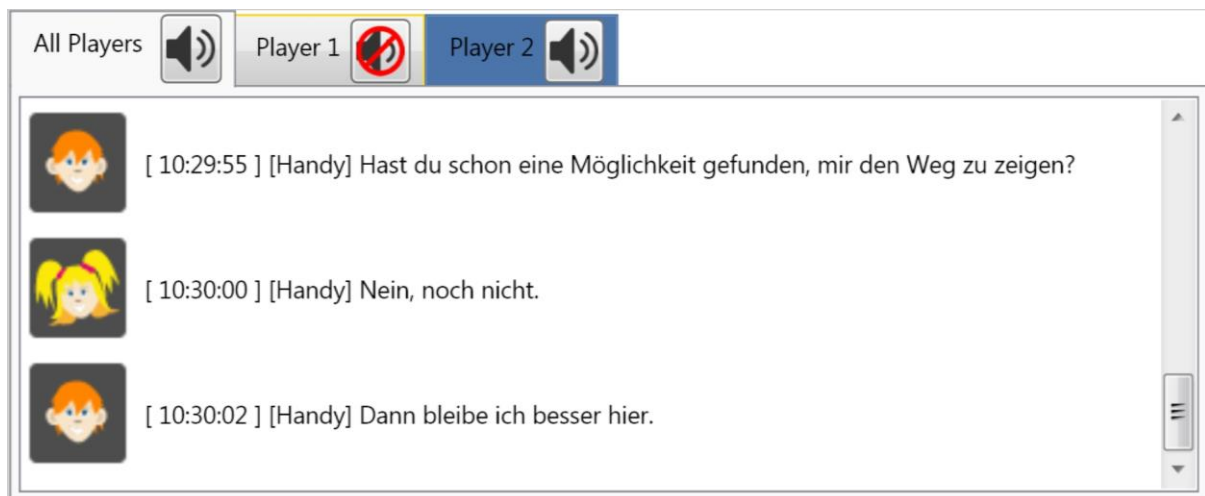 All Players Player 1 Player 2
[ 10:29:55 ] [Handy] Hast du schon eine Möglichkeit gefunden, mir den Weg zu zeigen?
[ 10:30:00 ] [Handy] Nein, noch nicht.
[ 10:30:02 ] [Handy] Dann bleibe ich besser hier.